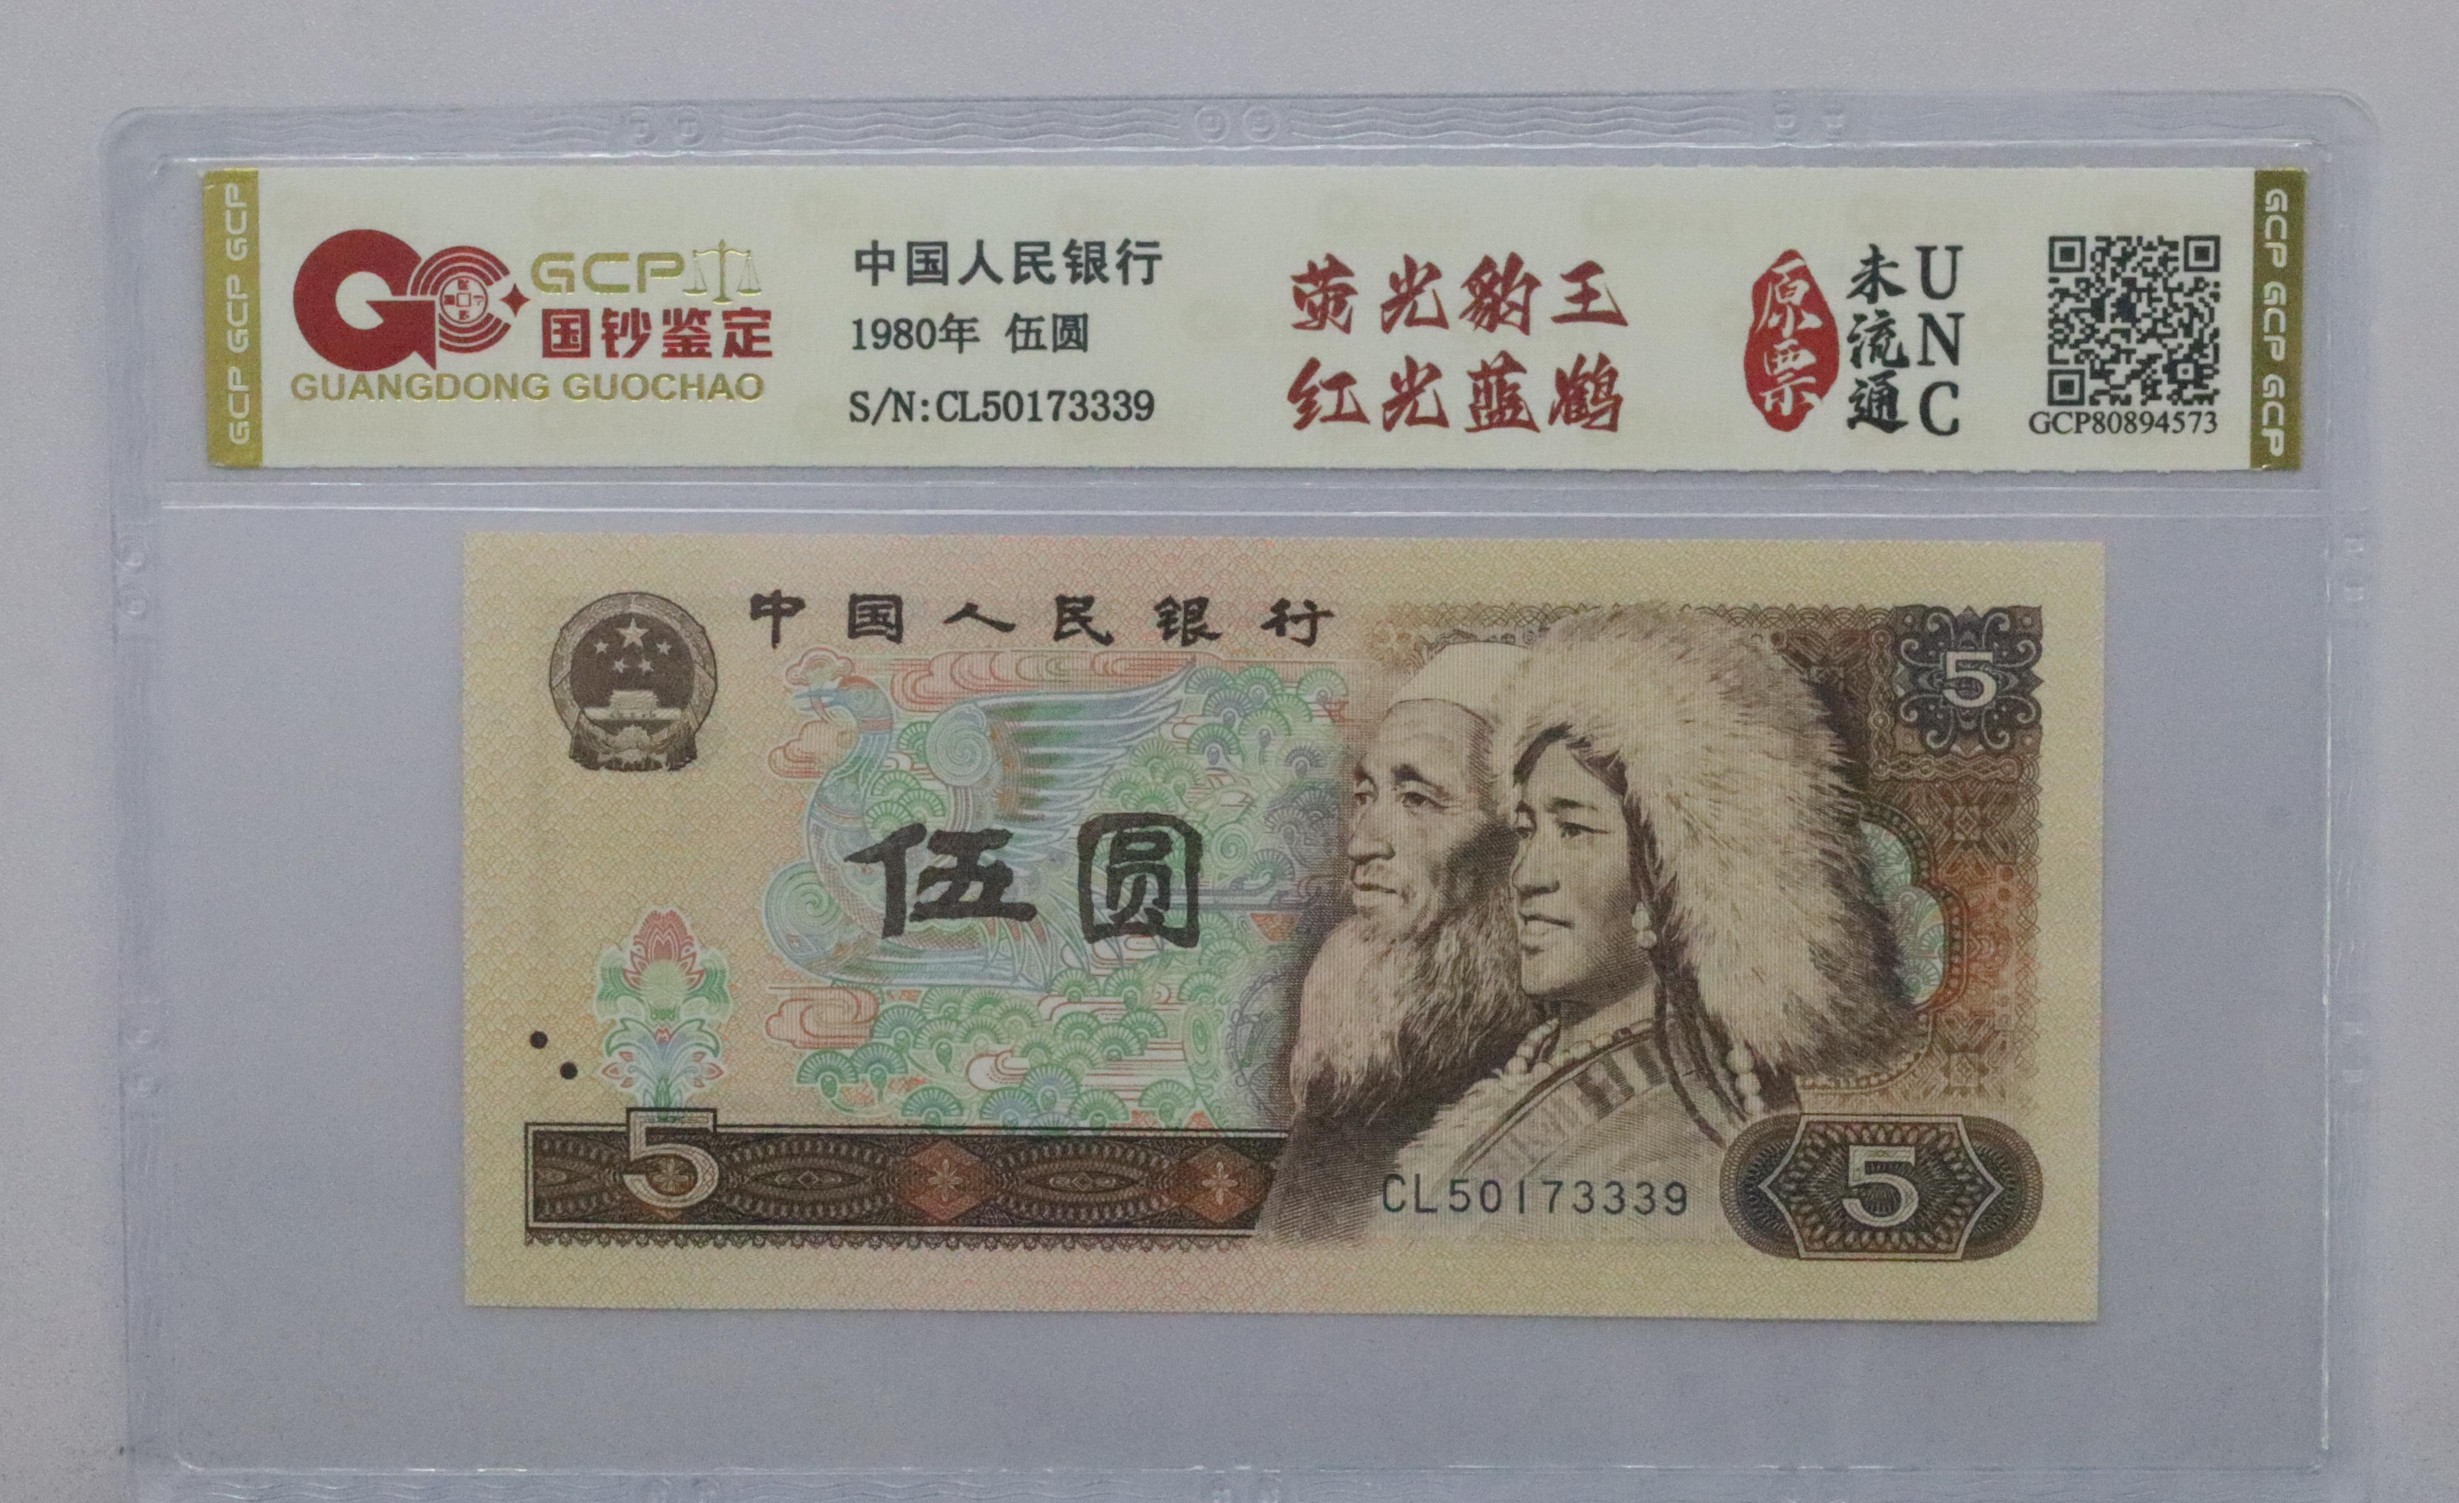 GCP GCP GCP
GCP
国钞鉴定
GUANGDONG GUOCHAO
中国人民银行
1980年 伍圆
S/N:CL50173339
荧光豹王
红光蓝鹤
原票
未流通
UNC
GCP80894573
GCP GCP GCP
中国人民银行
5
伍圆
5
CL50173339
5